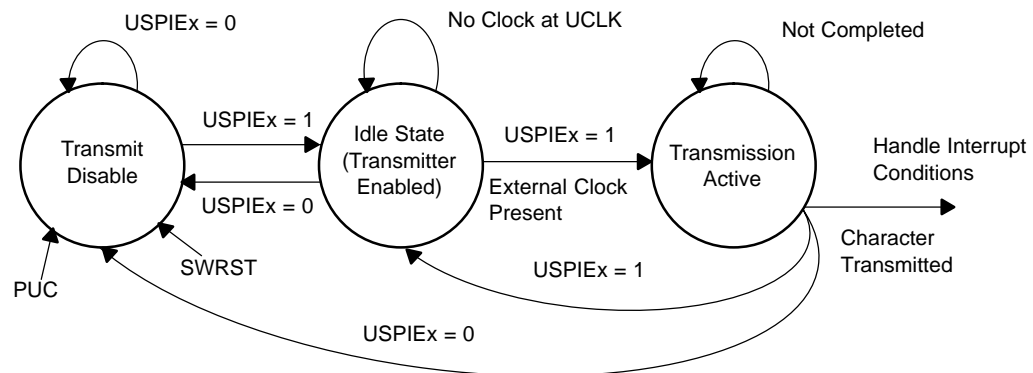 USPIEx = 0
No Clock at UCLK
Not Completed
USPIEx = 1
Transmit
Disable
Idle State
(Transmitter
Enabled)
USPIEx = 1
Transmission
Active
Handle Interrupt
Conditions
USPIEx = 0
External Clock
Present
Character
Transmitted
PUC
SWRST
USPIEx = 1
USPIEx = 0